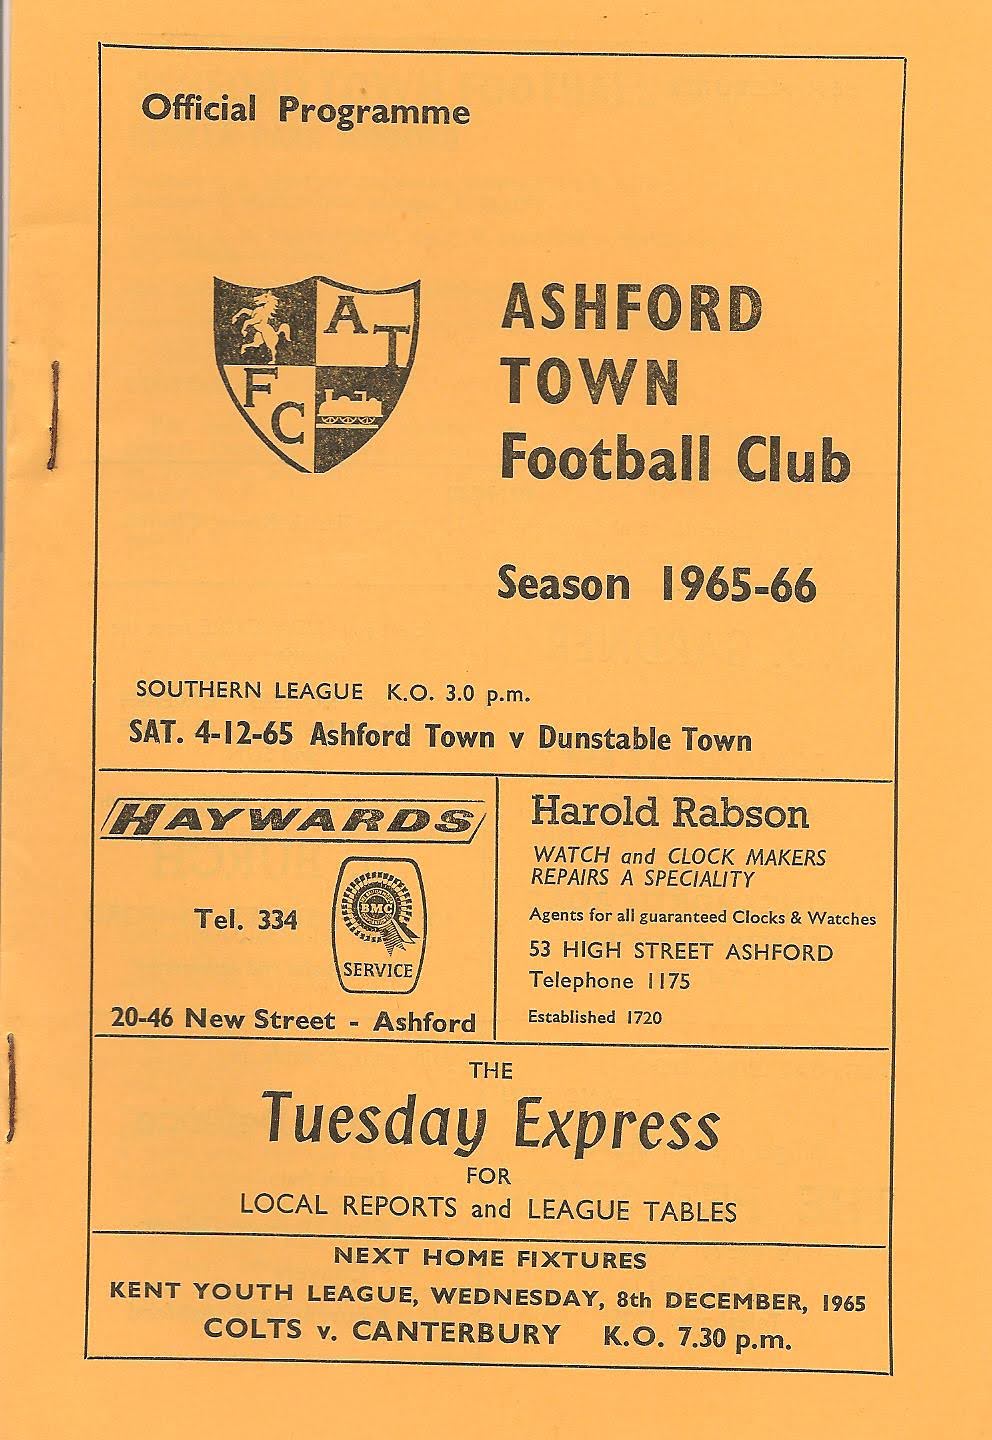 Official Programme
A T
F C
ASHFORD
TOWN
Football Club
Season 1965-66
SOUTHERN LEAGUE K.O. 3.0 p.m.
SAT. 4-12-65 Ashford Town v Dunstable Town
HAYWARDS
Tel. 334
BMC
SERVICE
20-46 New Street - Ashford
Harold Rabson
WATCH and CLOCK MAKERS
REPAIRS A SPECIALITY
Agents for all guaranteed Clocks & Watches
53 HIGH STREET ASHFORD
Telephone 1175
Established 1720
THE
Tuesday Express
FOR
LOCAL REPORTS and LEAGUE TABLES
NEXT HOME FIXTURES
KENT YOUTH LEAGUE, WEDNESDAY, 8th DECEMBER, 1965
COLTS v. CANTERBURY K.O. 7.30 p.m.